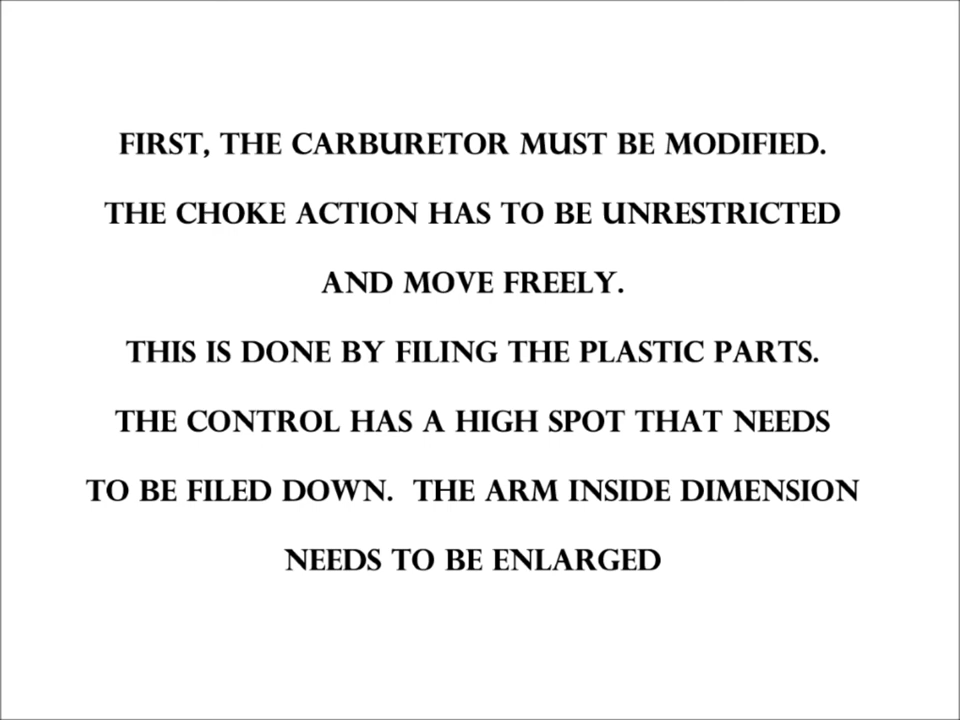 FIRST, THE CARBURETOR MUST BE MODIFIED.
THE CHOKE ACTION HAS TO BE UNRESTRICTED
AND MOVE FREELY.
THIS IS DONE BY FILING THE PLASTIC PARTS.
THE CONTROL HAS A HIGH SPOT THAT NEEDS
TO BE FILED DOWN.  THE ARM INSIDE DIMENSION
NEEDS TO BE ENLARGED